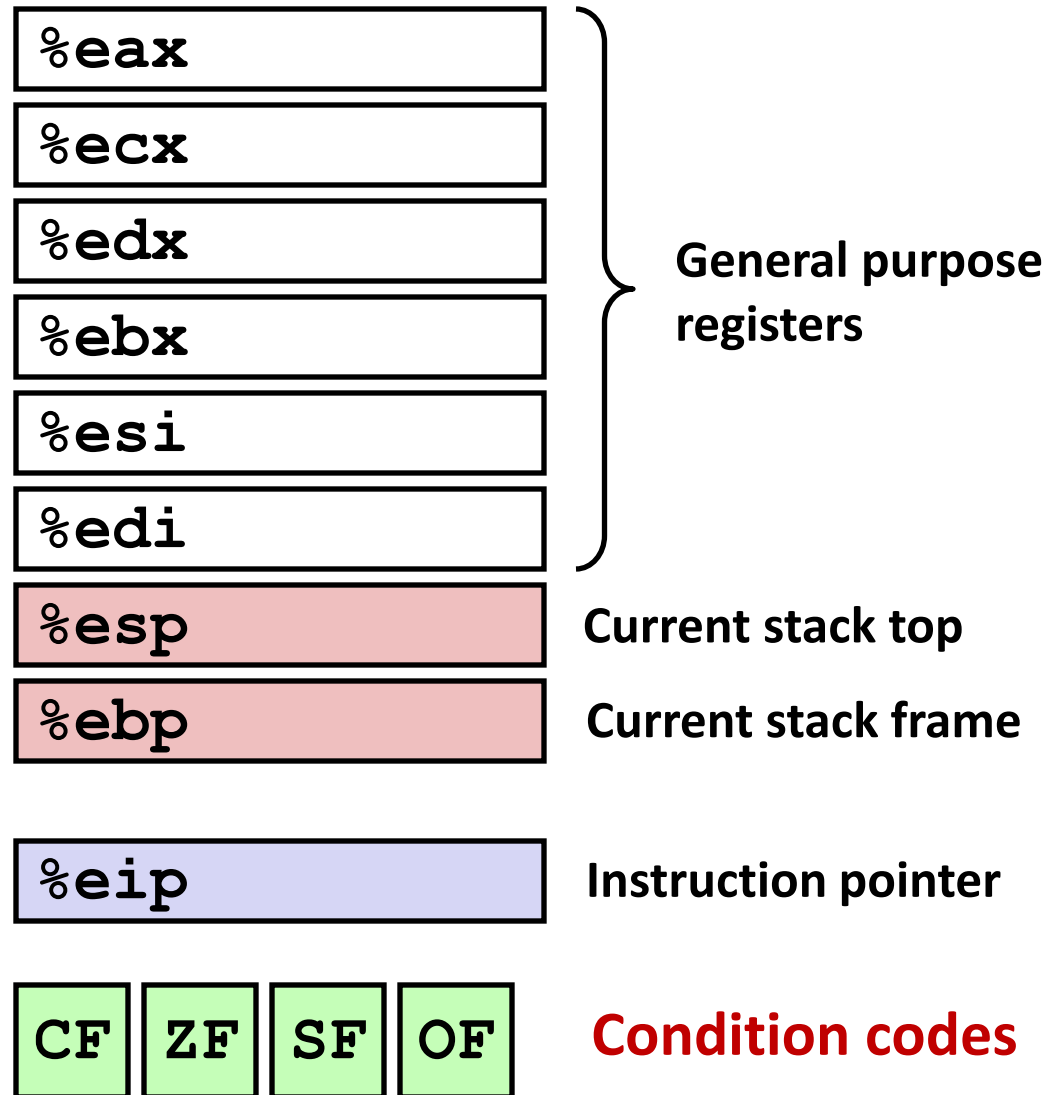 %eax
%ecx
%edx
General purpose
registers
%ebx
%esi
%edi
%esp Current stack top
%ebp Current stack frame
%eip Instruction pointer
CF ZF SF OF Condition codes